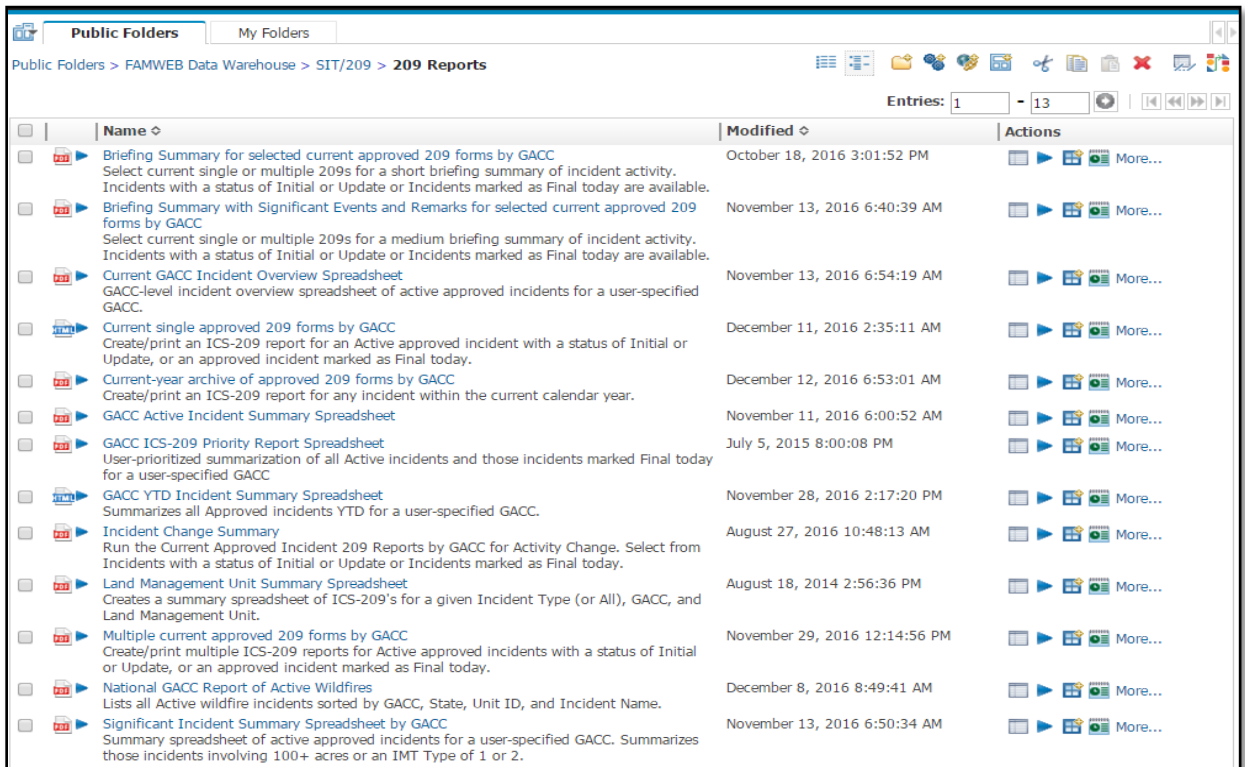 Public Folders My Folders
Public Folders > FAMWEB Data Warehouse > SIT/209 > 209 Reports
Entries: 1 - 13
Name Modified Actions
PDF Briefing Summary for selected current approved 209 forms by GACC October 18, 2016 3:01:52 PM More...
Select current single or multiple 209s for a short briefing summary of incident activity.
Incidents with a status of Initial or Update or Incidents marked as Final today are available.
PDF Briefing Summary with Significant Events and Remarks for selected current approved 209 November 13, 2016 6:40:39 AM More...
forms by GACC
Select current single or multiple 209s for a medium briefing summary of incident activity.
Incidents with a status of Initial or Update or Incidents marked as Final today are available.
PDF Current GACC Incident Overview Spreadsheet November 13, 2016 6:54:19 AM More...
GACC-level incident overview spreadsheet of active approved incidents for a user-specified
GACC.
HTML Current single approved 209 forms by GACC December 11, 2016 2:35:11 AM More...
Create/print an ICS-209 report for an Active approved incident with a status of Initial or
Update, or an approved incident marked as Final today.
PDF Current-year archive of approved 209 forms by GACC December 12, 2016 6:53:01 AM More...
Create/print an ICS-209 report for any incident within the current calendar year.
PDF GACC Active Incident Summary Spreadsheet November 11, 2016 6:00:52 AM More...
PDF GACC ICS-209 Priority Report Spreadsheet July 5, 2015 8:00:08 PM More...
User-prioritized summarization of all Active incidents and those incidents marked Final today
for a user-specified GACC
HTML GACC YTD Incident Summary Spreadsheet November 28, 2016 2:17:20 PM More...
Summarizes all Approved incidents YTD for a user-specified GACC.
PDF Incident Change Summary August 27, 2016 10:48:13 AM More...
Run the Current Approved Incident 209 Reports by GACC for Activity Change. Select from
Incidents with a status of Initial or Update or Incidents marked as Final today.
PDF Land Management Unit Summary Spreadsheet August 18, 2014 2:56:36 PM More...
Creates a summary spreadsheet of ICS-209's for a given Incident Type (or All), GACC, and
Land Management Unit.
PDF Multiple current approved 209 forms by GACC November 29, 2016 12:14:56 PM More...
Create/print multiple ICS-209 reports for Active approved incidents with a status of Initial
or Update, or an approved incident marked as Final today.
PDF National GACC Report of Active Wildfires December 8, 2016 8:49:41 AM More...
Lists all Active wildfire incidents sorted by GACC, State, Unit ID, and Incident Name.
PDF Significant Incident Summary Spreadsheet by GACC November 13, 2016 6:50:34 AM More...
Summary spreadsheet of active approved incidents for a user-specified GACC. Summarizes
those incidents involving 100+ acres or an IMT Type of 1 or 2.